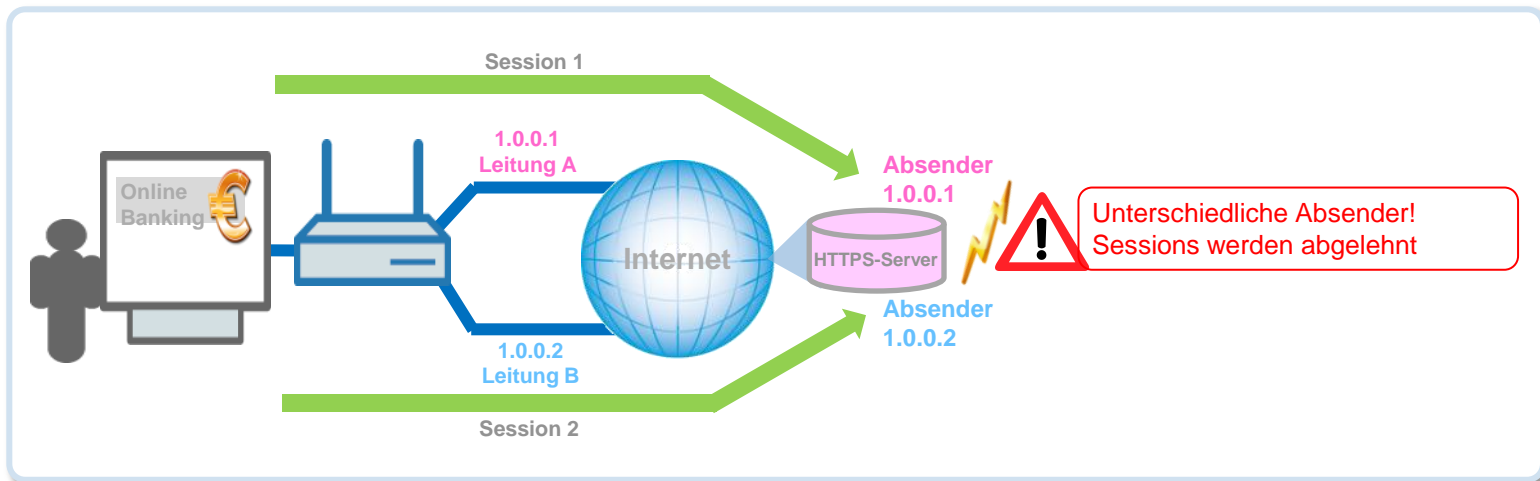 Session 1
1.0.0.1
Leitung A
Online
Banking
Absender
1.0.0.1
Unterschiedliche Absender!
Sessions werden abgelehnt
Internet
HTTPS-Server
Absender
1.0.0.2
1.0.0.2
Leitung B
Session 2